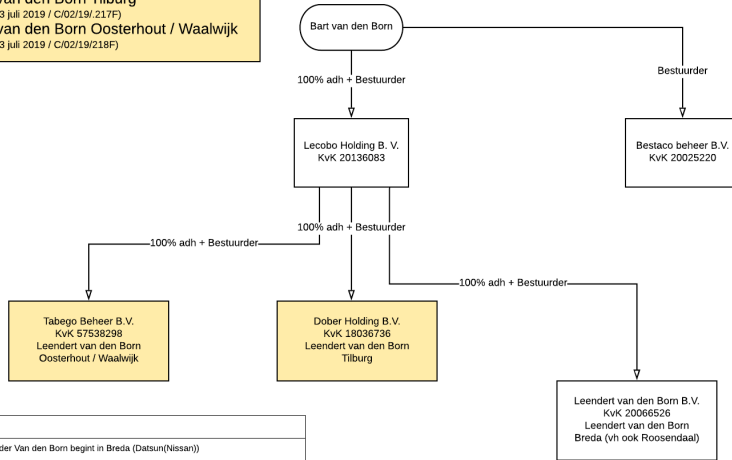 van den Born Tilburg
3 juli 2019 / C/02/19/.217F)
van den Born Oosterhout / Waalwijk
3 juli 2019 / C/02/19/218F)
Bart van den Born
100% adh + Bestuurder
Bestuurder
Lecobo Holding B. V.
KvK 20136083
Bestaco beheer B.V.
KvK 20025220
100% adh + Bestuurder
100% adh + Bestuurder
100% adh + Bestuurder
Tabego Beheer B.V.
KvK 57538298
Leendert van den Born
Oosterhout / Waalwijk
Dober Holding B.V.
KvK 18036736
Leendert van den Born
Tilburg
Leendert van den Born B.V.
KvK 20066526
Leendert van den Born
Breda (vh ook Roosendaal)
der Van den Born begint in Breda (Datsun(Nissan))